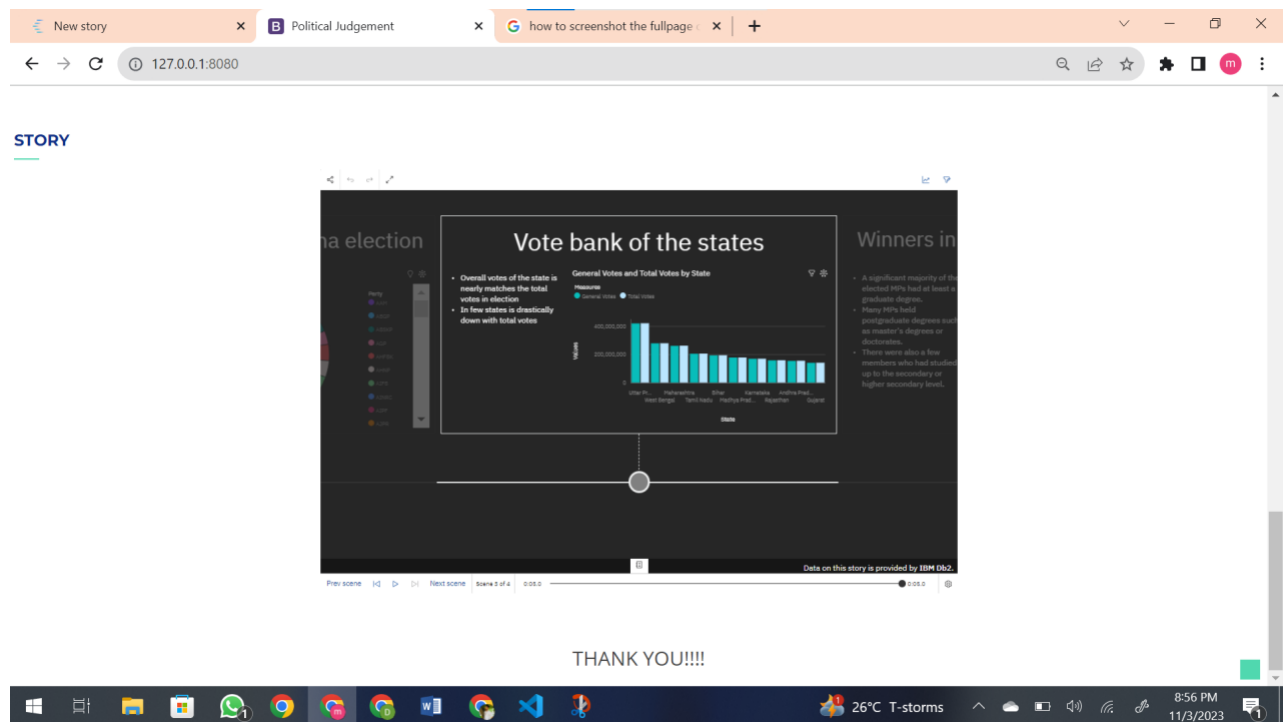 New story
Political Judgement
how to screenshot the fullpage
127.0.0.1:8080
m
STORY
na election
Party
Vote bank of the states
• Overall votes of the state is
nearly matches the total
votes in election
• In few states is drastically
down with total votes
General Votes and Total Votes by State
Measures
General Votes Total Votes
Values
400,000,000
200,000,000
0
Uttar Pr... Maharashtra Bihar Karnataka Andhra Prad...
West Bengal Tamil Nadu Madhya Prad... Rajasthan Gujarat
State
Winners in
• A significant majority of the
elected MPs had at least a
graduate degree.
• Many MPs held
postgraduate degrees such
as master's degrees or
doctorates.
• There were also a few
members who had studied
up to the secondary or
higher secondary level.
Data on this story is provided by IBM Db2.
Prev scene Next scene Scene 3 of 4 0:05.0 0:05.0
THANK YOU!!!!
26°C T-storms
8:56 PM
11/3/2023